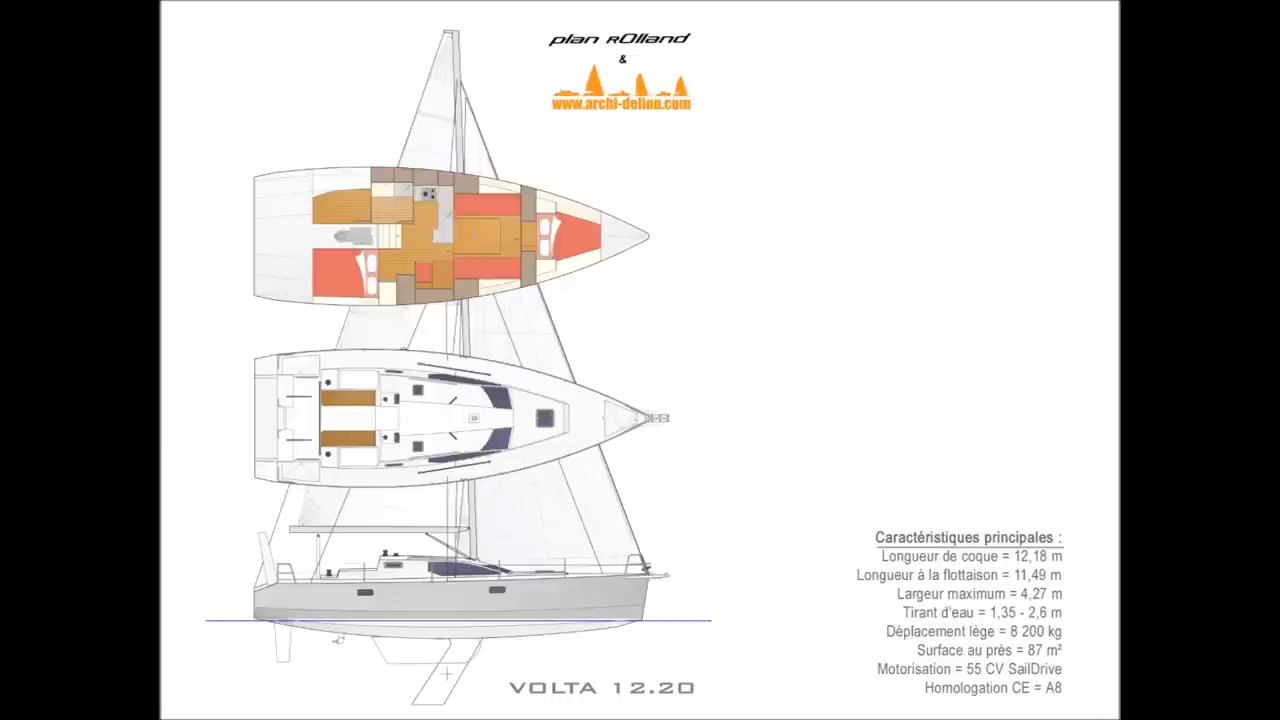 plan ROlland
&
www.archi-delion.com
Caractéristiques principales :
Longueur de coque = 12,18 m
Longueur à la flottaison = 11,49 m
Largeur maximum = 4,27 m
Tirant d'eau = 1,35 - 2,6 m
Déplacement lège = 8 200 kg
Surface au près = 87 m²
Motorisation = 55 CV SailDrive
Homologation CE = A8
VOLTA 12.20